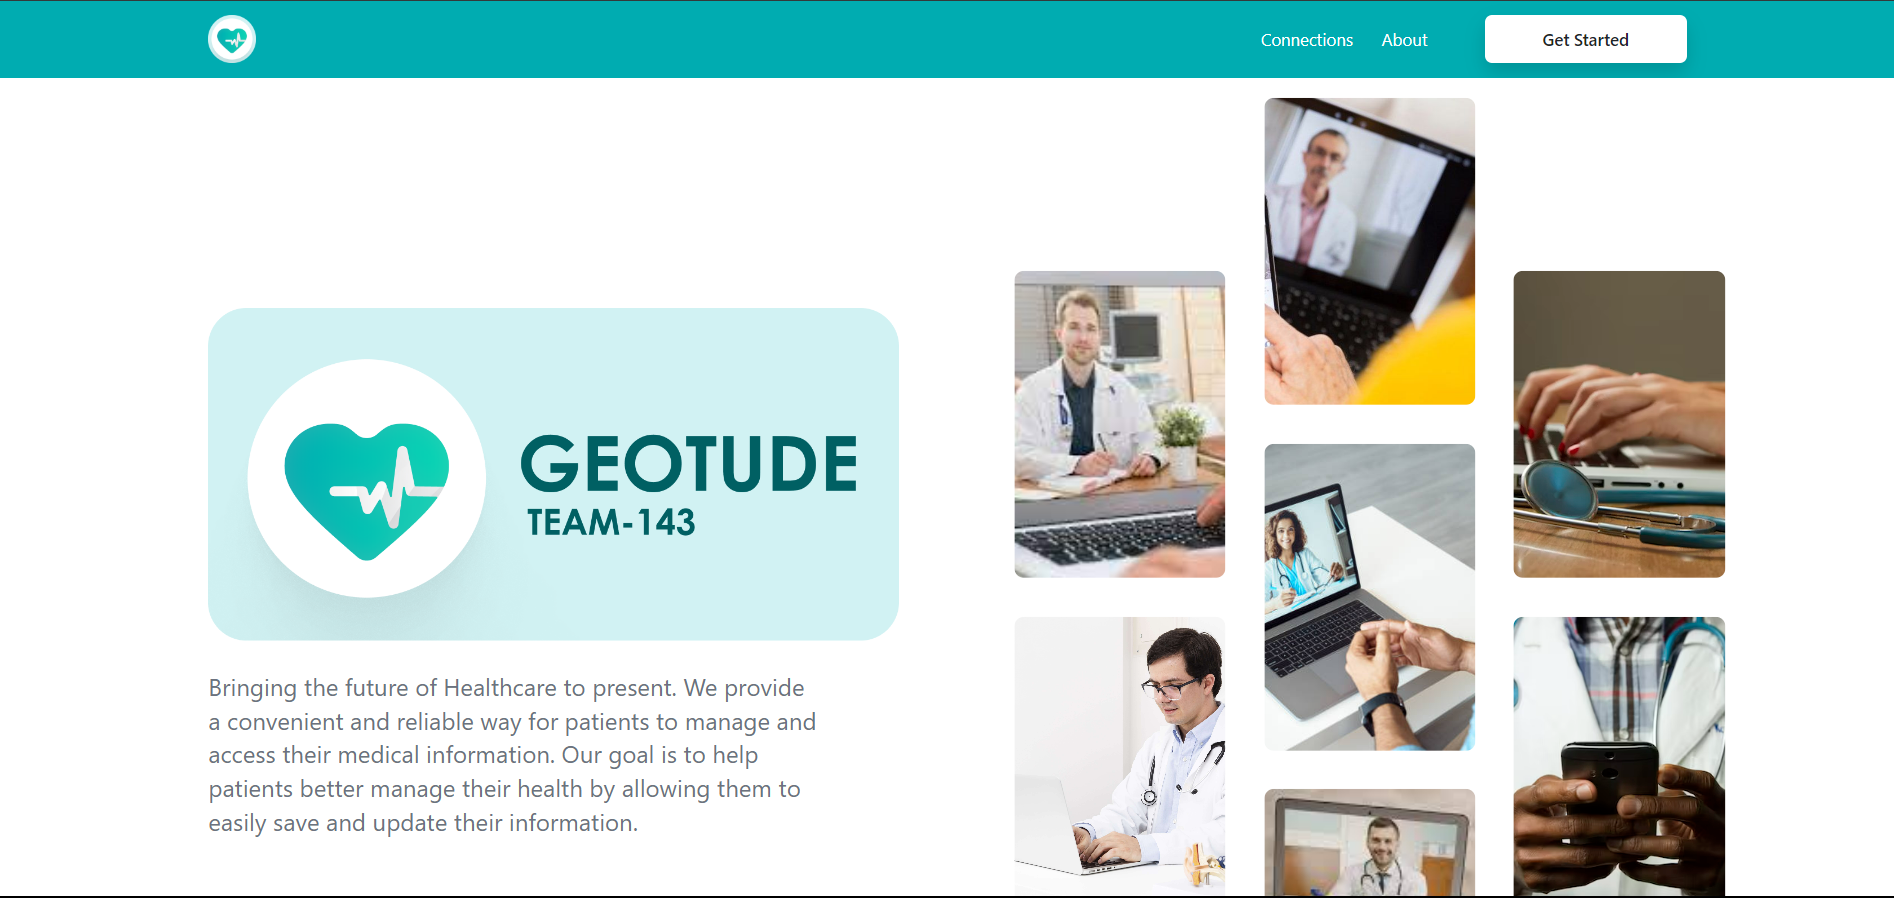 Connections
About
Get Started
GEOTUDE
TEAM-143
Bringing the future of Healthcare to present. We provide
a convenient and reliable way for patients to manage and
access their medical information. Our goal is to help
patients better manage their health by allowing them to
easily save and update their information.